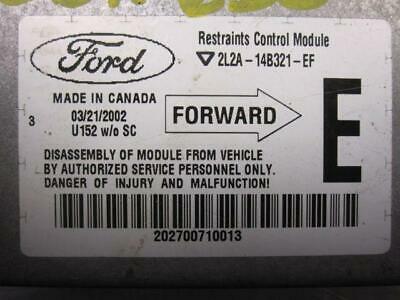 Ford
Restraints Control Module
2L2A-14B321-EF
MADE IN CANADA
03/21/2002
U152 w/o SC
3
FORWARD
E
DISASSEMBLY OF MODULE FROM VEHICLE
BY AUTHORIZED SERVICE PERSONNEL ONLY.
DANGER OF INJURY AND MALFUNCTION!
202700710013